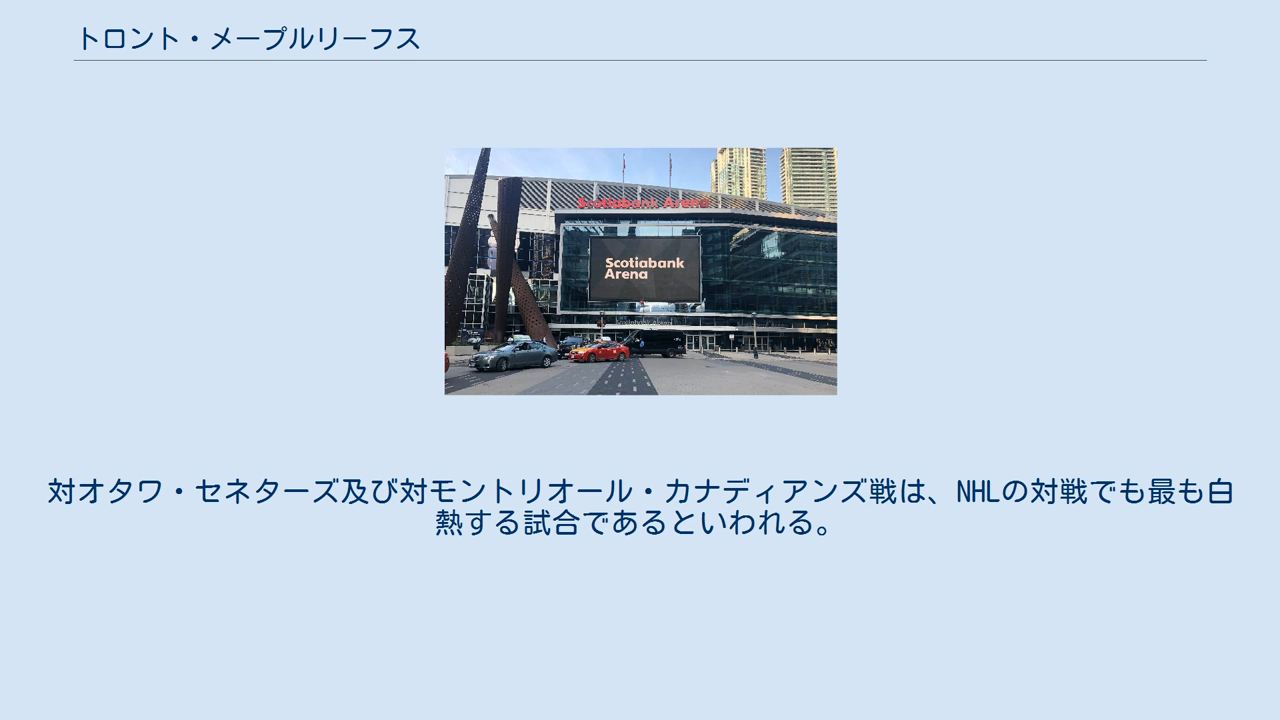 トロント・メープルリーフス
Scotiabank Arena
Scotiabank
Arena
Scotiabank Arena
対オタワ・セネターズ及び対モントリオール・カナディアンズ戦は、NHLの対戦でも最も白
熱する試合であるといわれる。